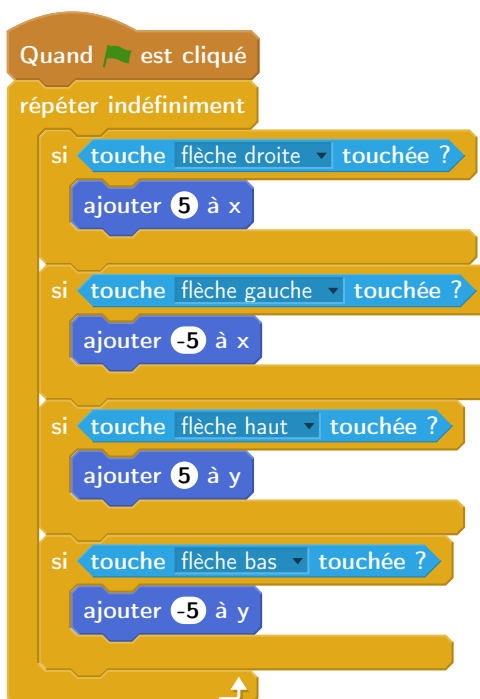 Quand est cliqué
répéter indéfiniment
si touche flèche droite touchée ?
ajouter 5 à x
si touche flèche gauche touchée ?
ajouter -5 à x
si touche flèche haut touchée ?
ajouter 5 à y
si touche flèche bas touchée ?
ajouter -5 à y